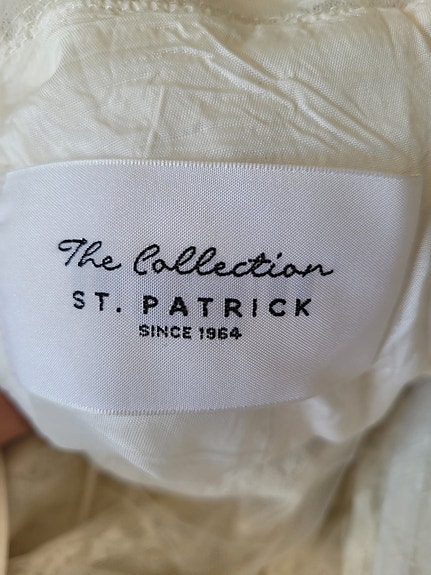 The Collection
ST. PATRICK
SINCE 1964